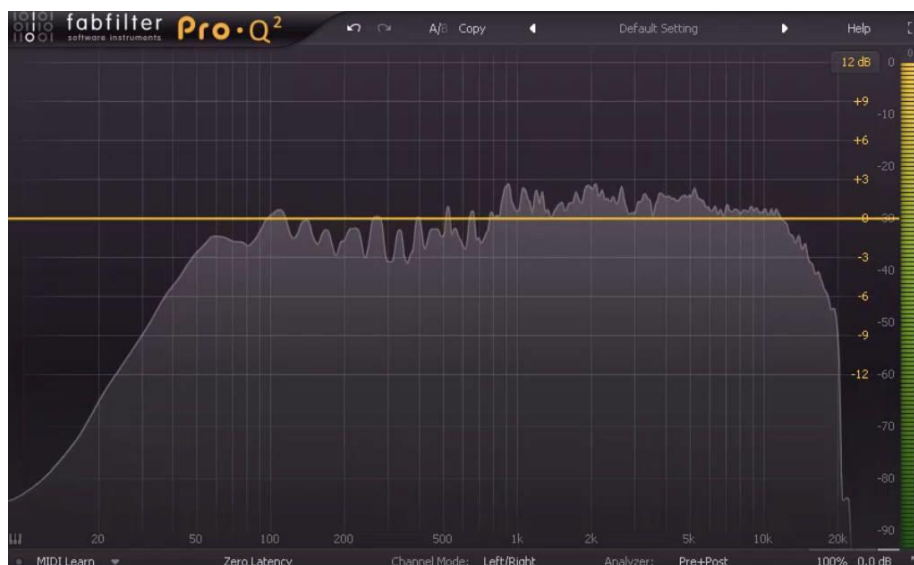 fabfilter Pro·Q²
software instruments
A/B Copy Default Setting Help
12 dB 0
+9
-10
+6
-20
+3
0 -30
-3
-40
-6
-50
-9
-12 -60
-70
-80
-90
20 50 100 200 500 1k 2k 5k 10k 20k
MIDI Learn Zero Latency Channel Mode: Left/Right Analyzer: Pre+Post 100% 0.0 dB